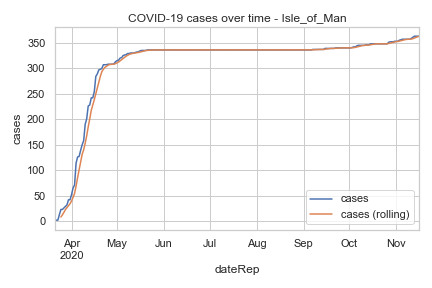 COVID-19 cases over time - Isle_of_Man
cases
350
300
250
200
150
100
50
0
Apr
2020
May
Jun
Jul
Aug
Sep
Oct
Nov
dateRep
cases
cases (rolling)